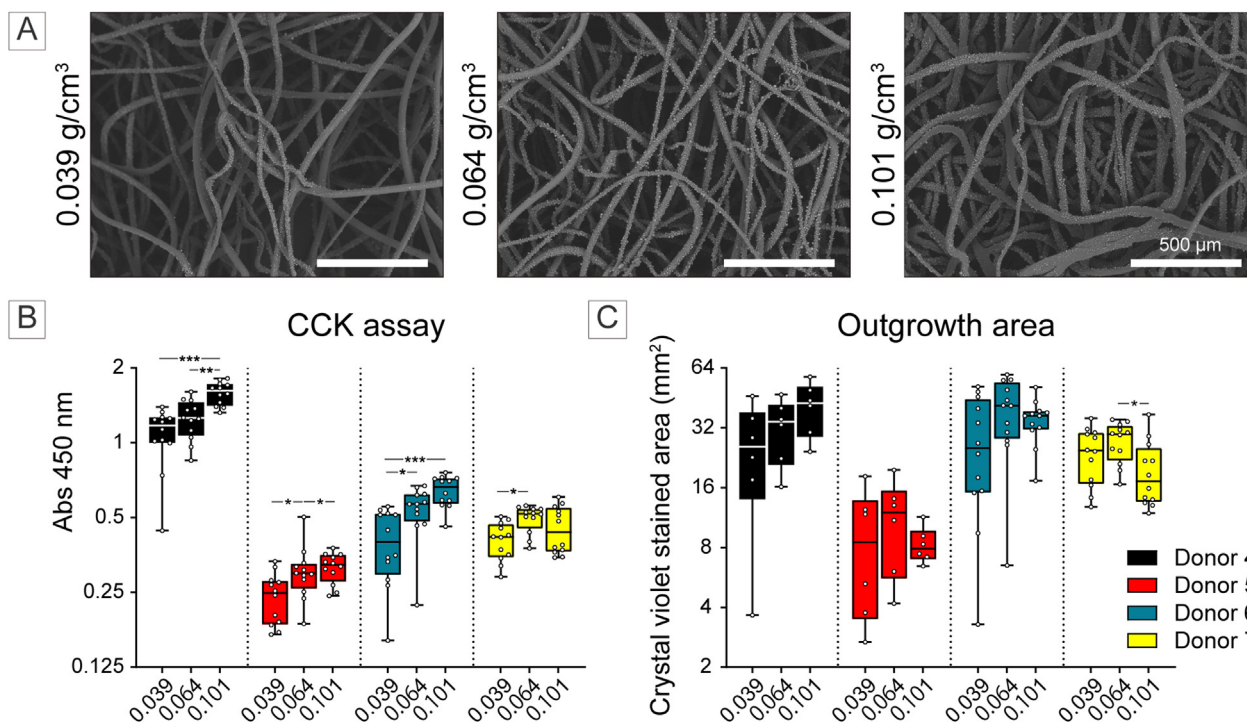 A
0.039 g/cm³
0.064 g/cm³
0.101 g/cm³
500 µm
B
CCK assay
Abs 450 nm
2
1
0.5
0.25
0.125
***
**
* *
***
*
*
0.039
0.064
0.101
0.039
0.064
0.101
0.039
0.064
0.101
0.039
0.064
0.101
C
Outgrowth area
Crystal violet stained area (mm²)
64
32
16
8
4
2
*
Donor 4
Donor 5
Donor 6
Donor 7
0.039
0.064
0.101
0.039
0.064
0.101
0.039
0.064
0.101
0.039
0.064
0.101